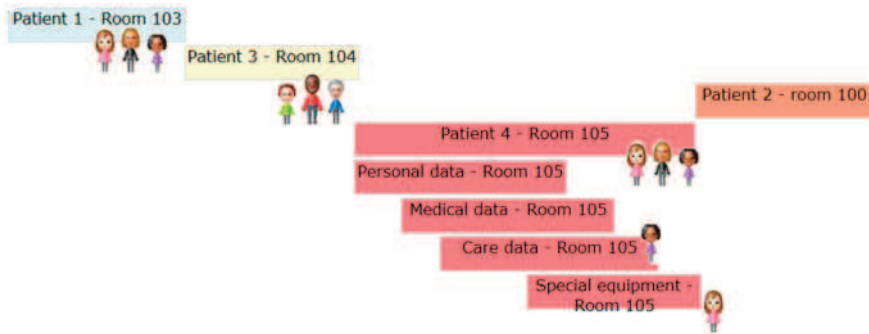 Patient 1 - Room 103
Patient 3 - Room 104
Patient 2 - room 100
Patient 4 - Room 105
Personal data - Room 105
Medical data - Room 105
Care data - Room 105
Special equipment -
Room 105